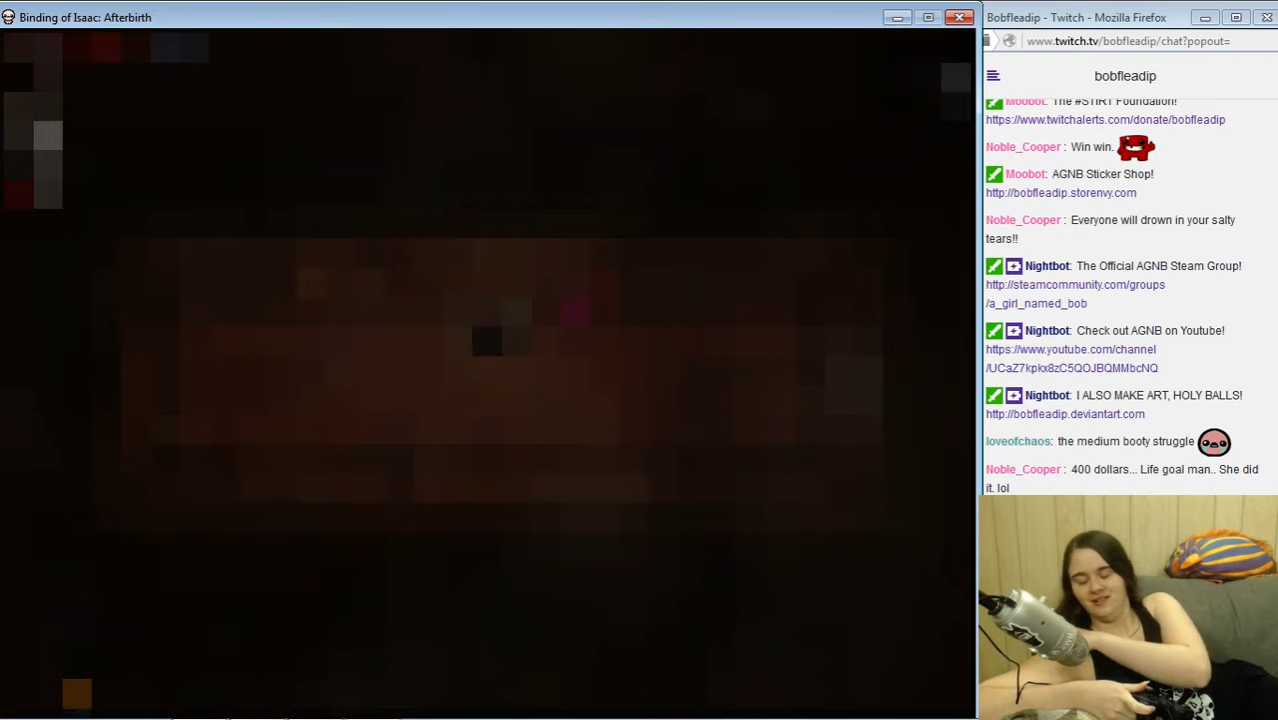 Binding of Isaac: Afterbirth
Bobfleadip - Twitch - Mozilla Firefox
www.twitch.tv/bobfleadip/chat?popout=
bobfleadip
Moobot: The #STIRT Foundation!
https://www.twitchalerts.com/donate/bobfleadip
Noble_Cooper : Win win.
Moobot: AGNB Sticker Shop!
http://bobfleadip.storenvy.com
Noble_Cooper : Everyone will drown in your salty
tears!!
Nightbot: The Official AGNB Steam Group!
http://steamcommunity.com/groups
/a_girl_named_bob
Nightbot: Check out AGNB on Youtube!
https://www.youtube.com/channel
/UCaZ7kpkx8zC5QOJBQMMbcNQ
Nightbot: I ALSO MAKE ART, HOLY BALLS!
http://bobfleadip.deviantart.com
loveofchaos: the medium booty struggle
Noble_Cooper : 400 dollars... Life goal man.. She did
it. lol